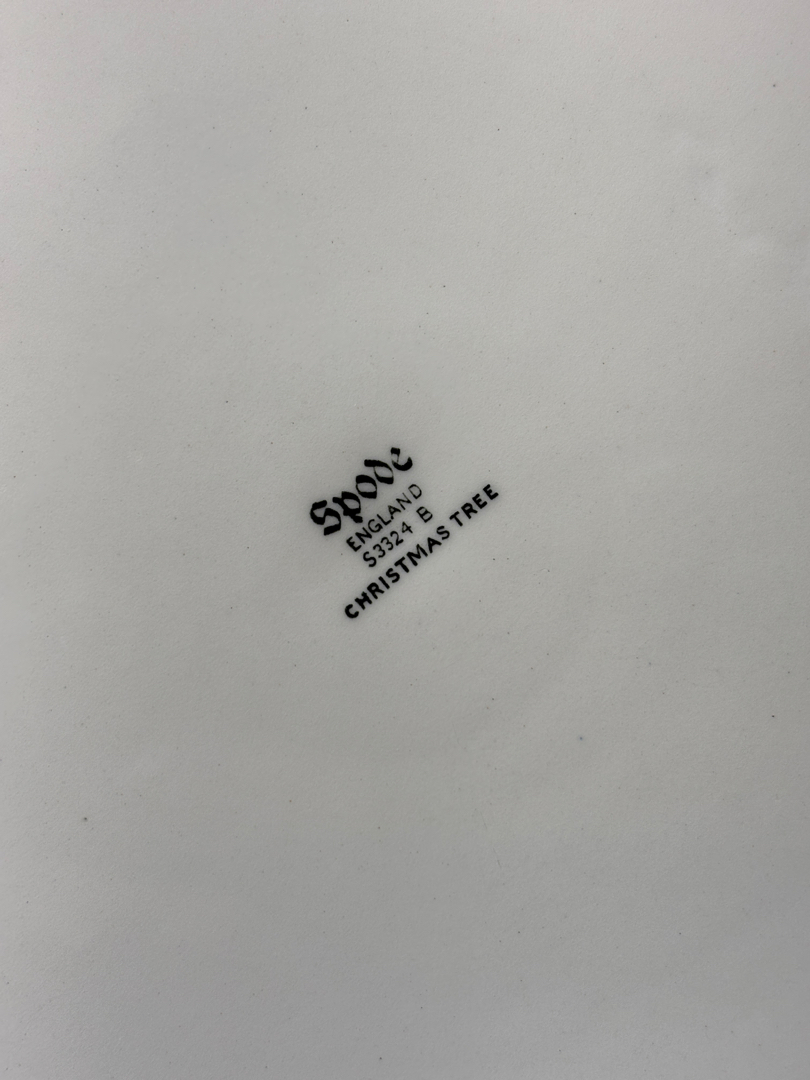 Spode
ENGLAND
S3324 B
CHRISTMAS TREE